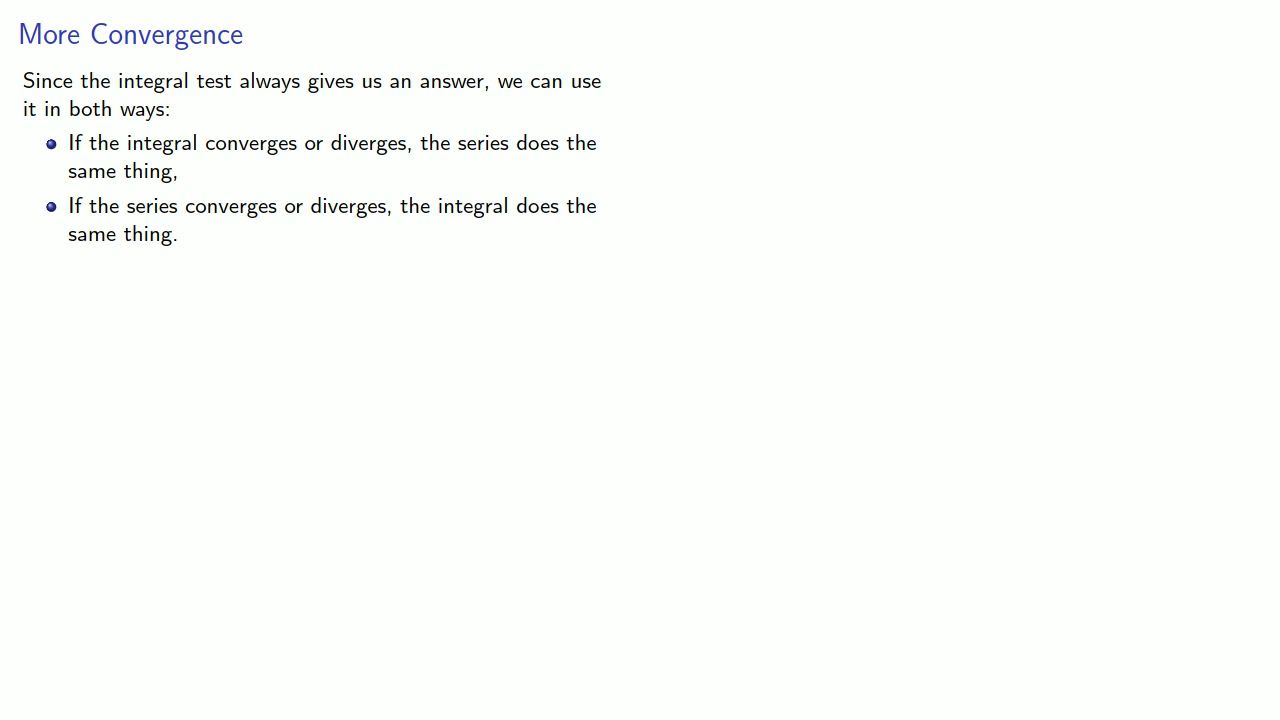 More Convergence
Since the integral test always gives us an answer, we can use
it in both ways:
If the integral converges or diverges, the series does the
same thing,
If the series converges or diverges, the integral does the
same thing.